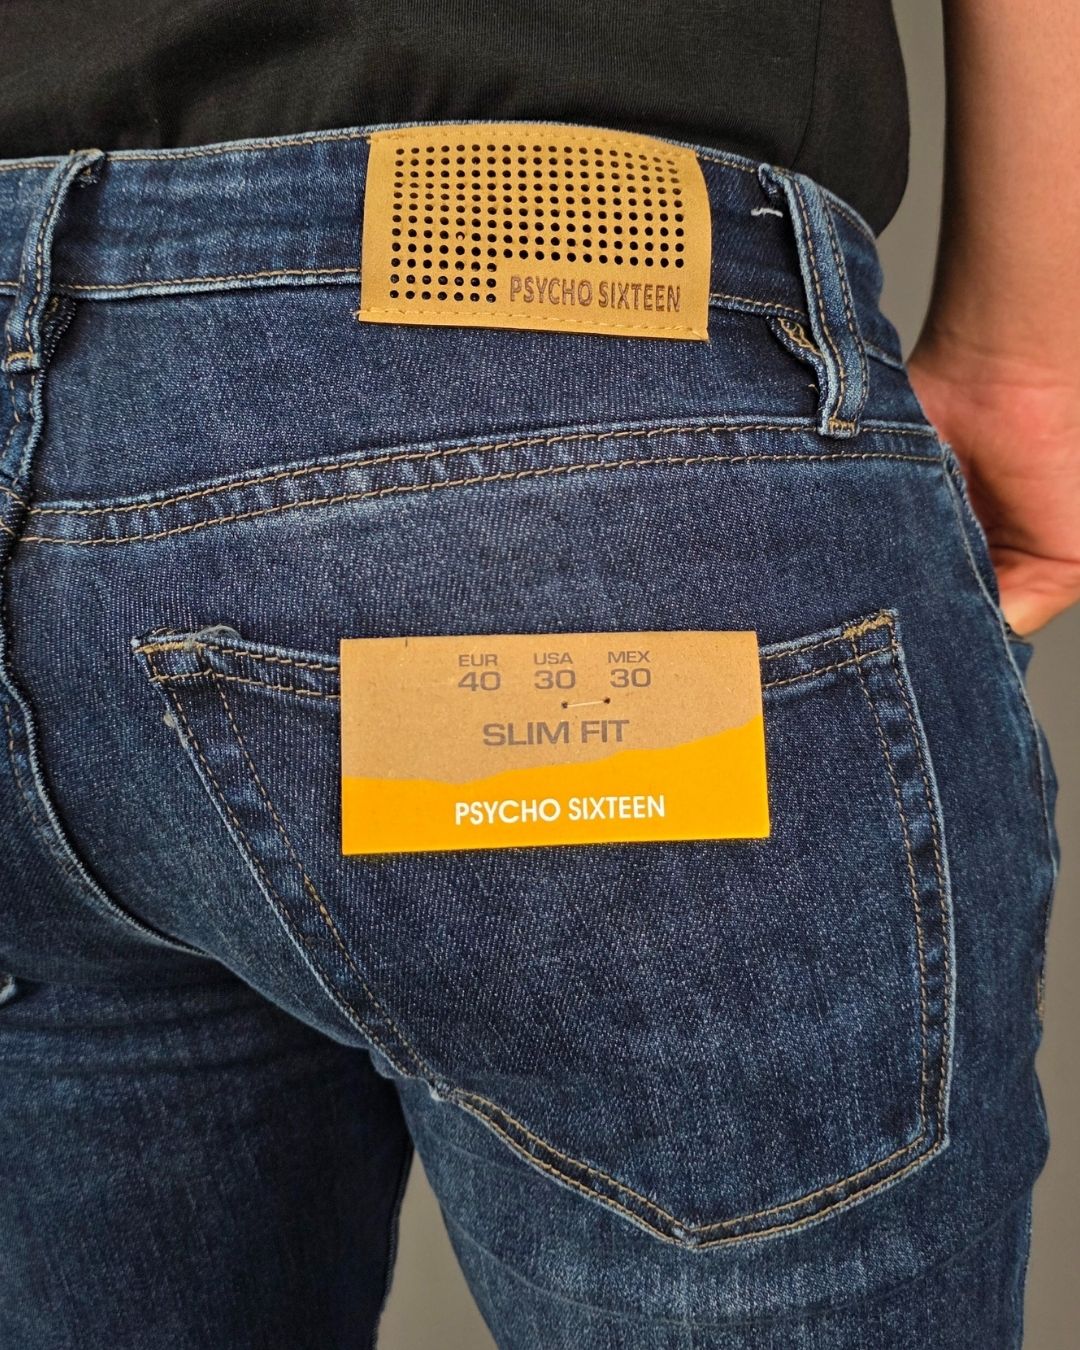 PSYCHO SIXTEEN
EUR USA MEX
40 30 30
SLIM FIT
PSYCHO SIXTEEN